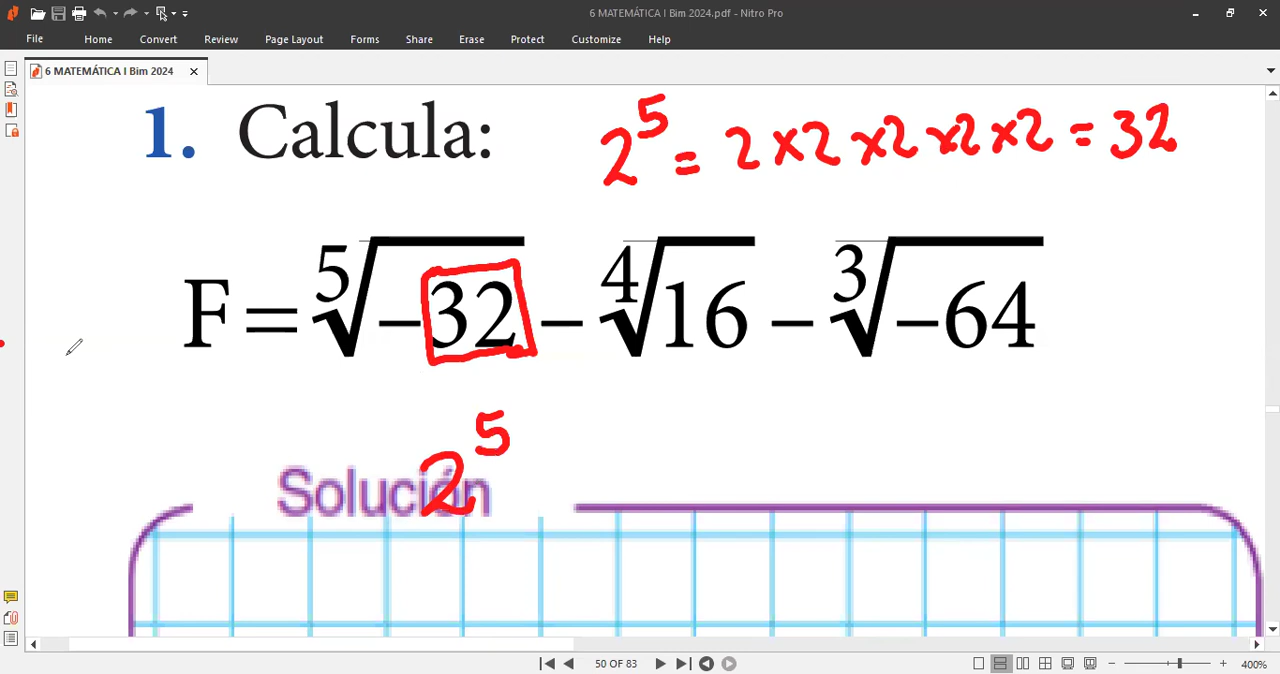 6 MATEMÁTICA I Bim 2024.pdf - Nitro Pro
File Home Convert Review Page Layout Forms Share Erase Protect Customize Help
6 MATEMÁTICA I Bim 2024
1. Calcula:
2⁵ = 2 × 2 × 2 × 2 × 2 = 32
F = ⁵√-32 - ⁴√16 - ³√-64
2⁵
Solución
50 OF 83
400%